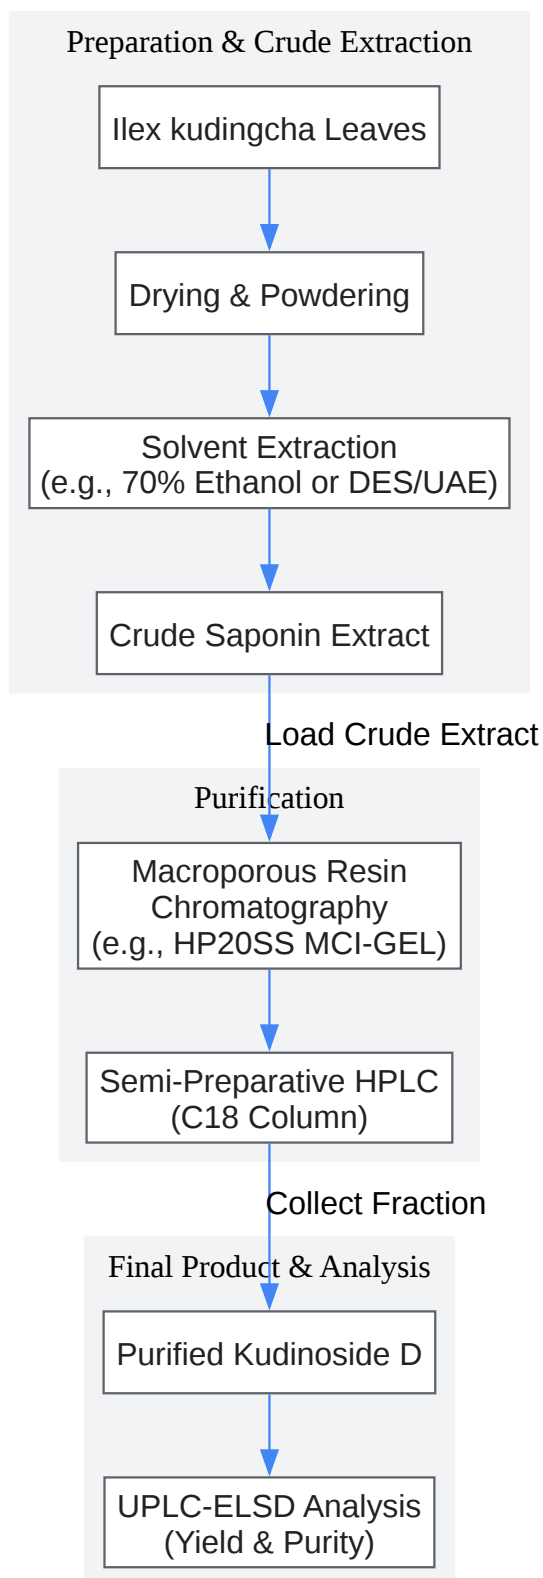 Preparation & Crude Extraction
Ilex kudingcha Leaves
Drying & Powdering
Solvent Extraction
(e.g., 70% Ethanol or DES/UAE)
Crude Saponin Extract
Load Crude Extract
Purification
Macroporous Resin
Chromatography
(e.g., HP20SS MCI-GEL)
Semi-Preparative HPLC
(C18 Column)
Collect Fraction
Final Product & Analysis
Purified Kudinoside D
UPLC-ELSD Analysis
(Yield & Purity)